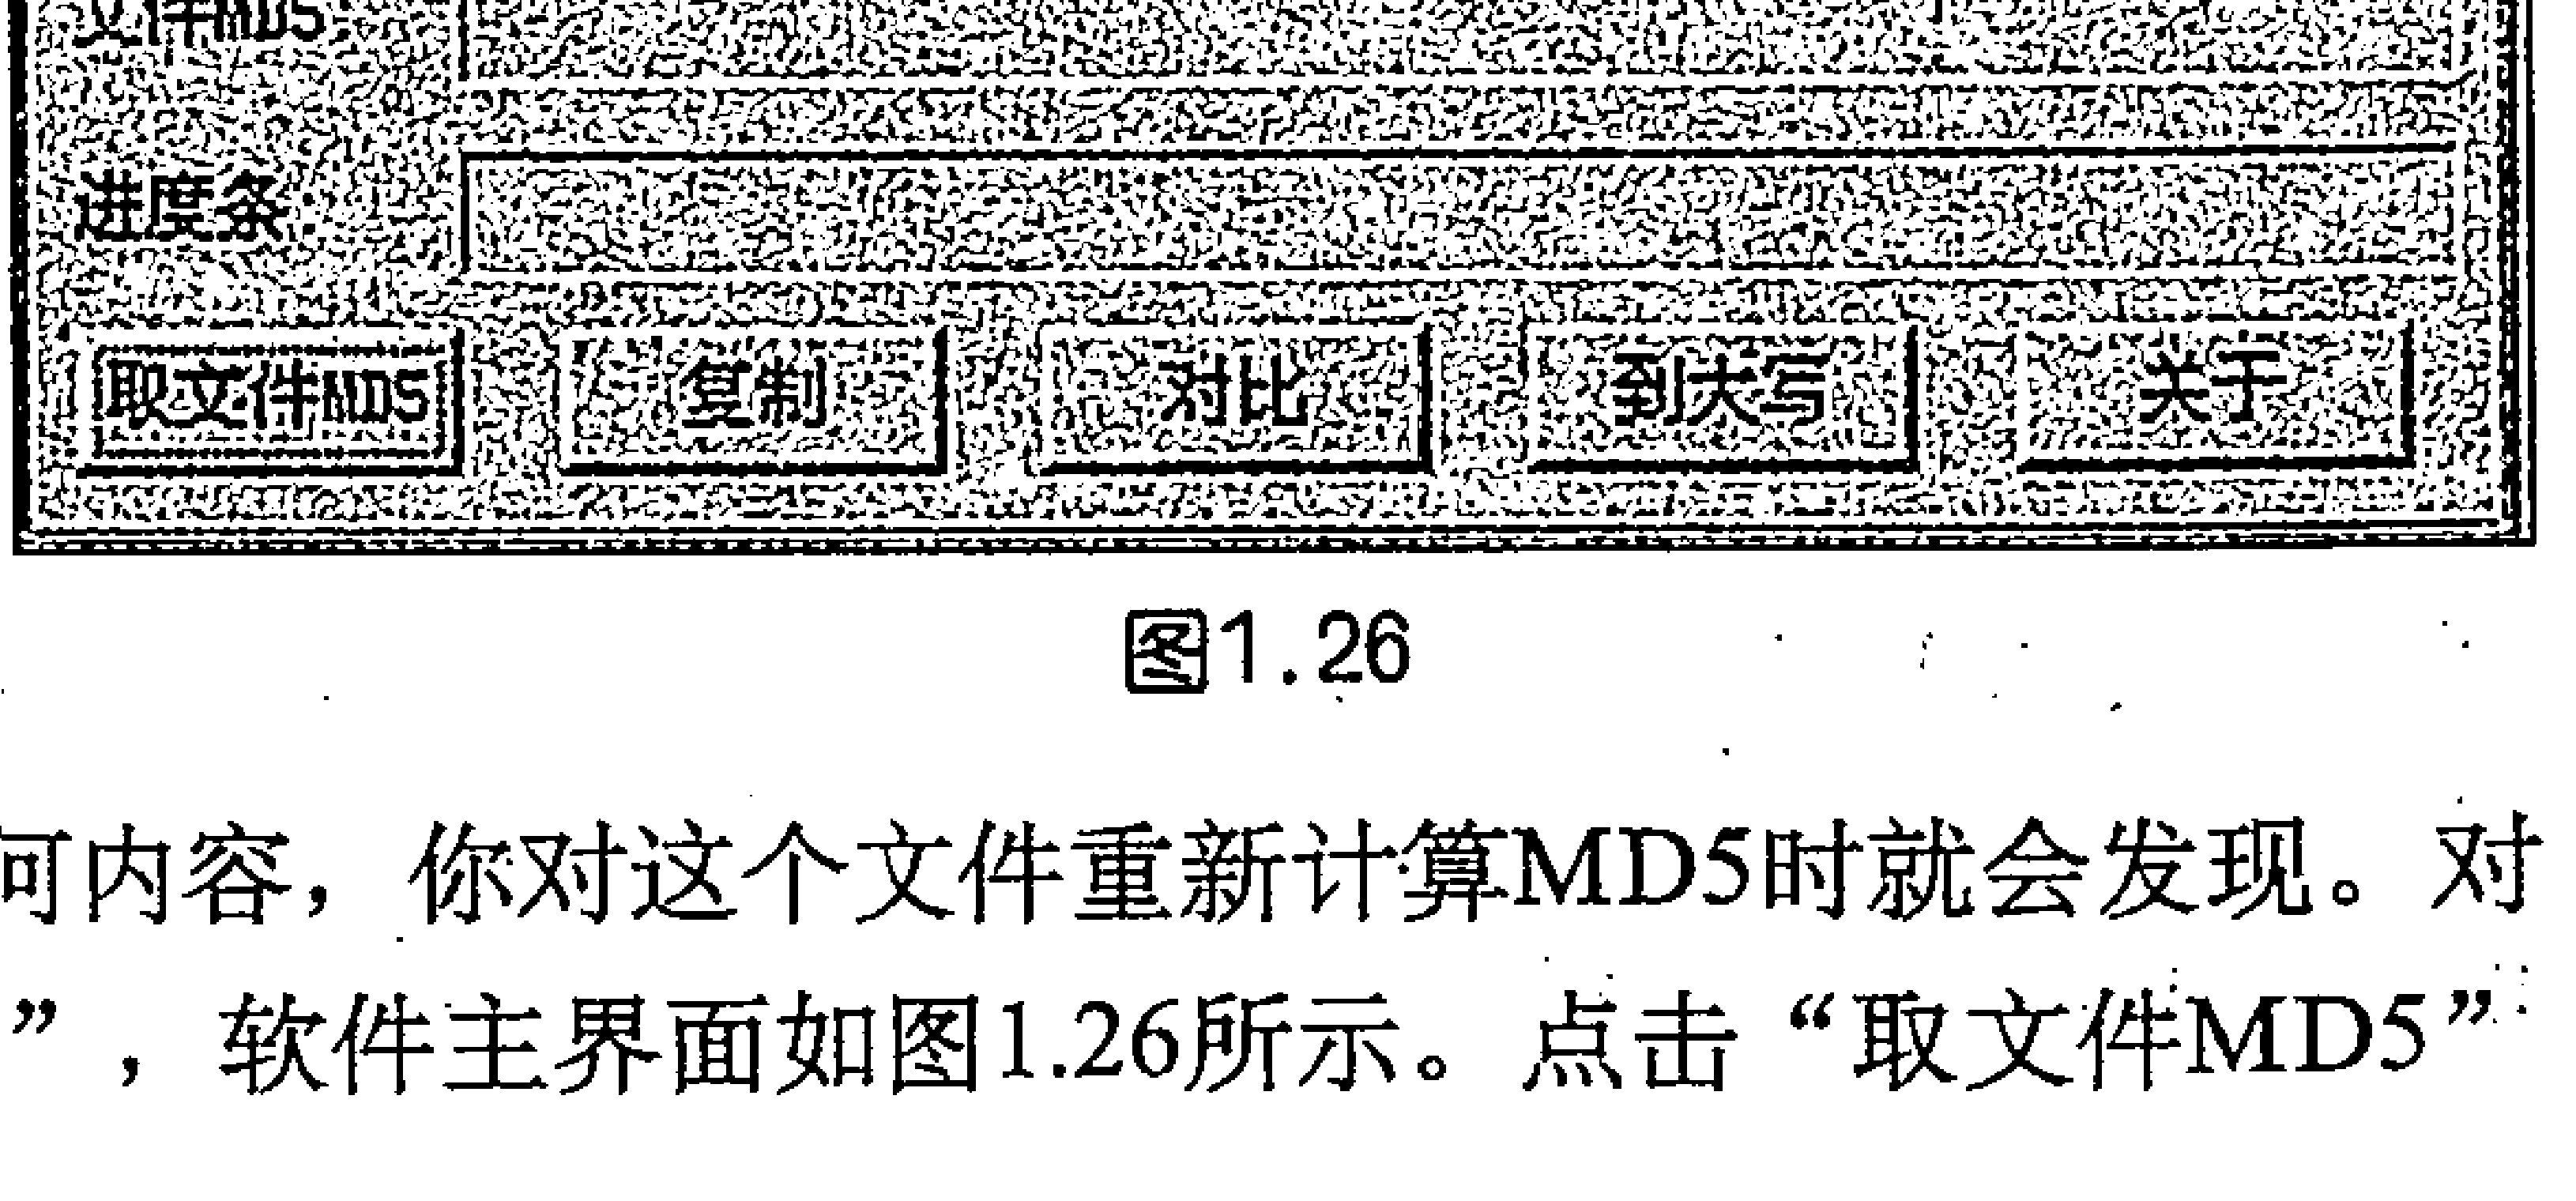 文件MD5
进度条
取文件MD5 复制 对比 到大写 关于
图1.26
何内容，你对这个文件重新计算MD5时就会发现。对
”，软件主界面如图1.26所示。点击“取文件MD5”